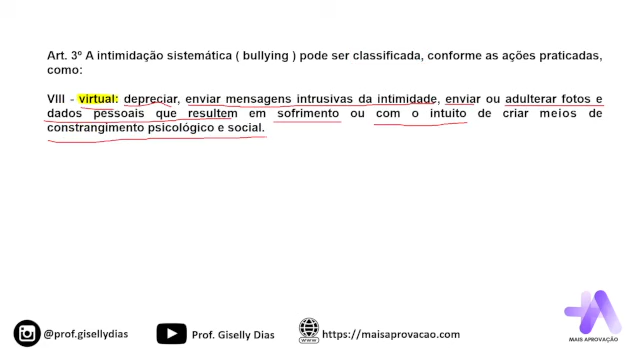 Art. 3º A intimidação sistemática ( bullying ) pode ser classificada, conforme as ações praticadas,
como:
VIII - virtual: depreciar, enviar mensagens intrusivas da intimidade, enviar ou adulterar fotos e
dados pessoais que resultem em sofrimento ou com o intuito de criar meios de
constrangimento psicológico e social.
@prof.gisellydias
Prof. Giselly Dias
WWW
https://maisaprovacao.com
MAIS APROVAÇÃO